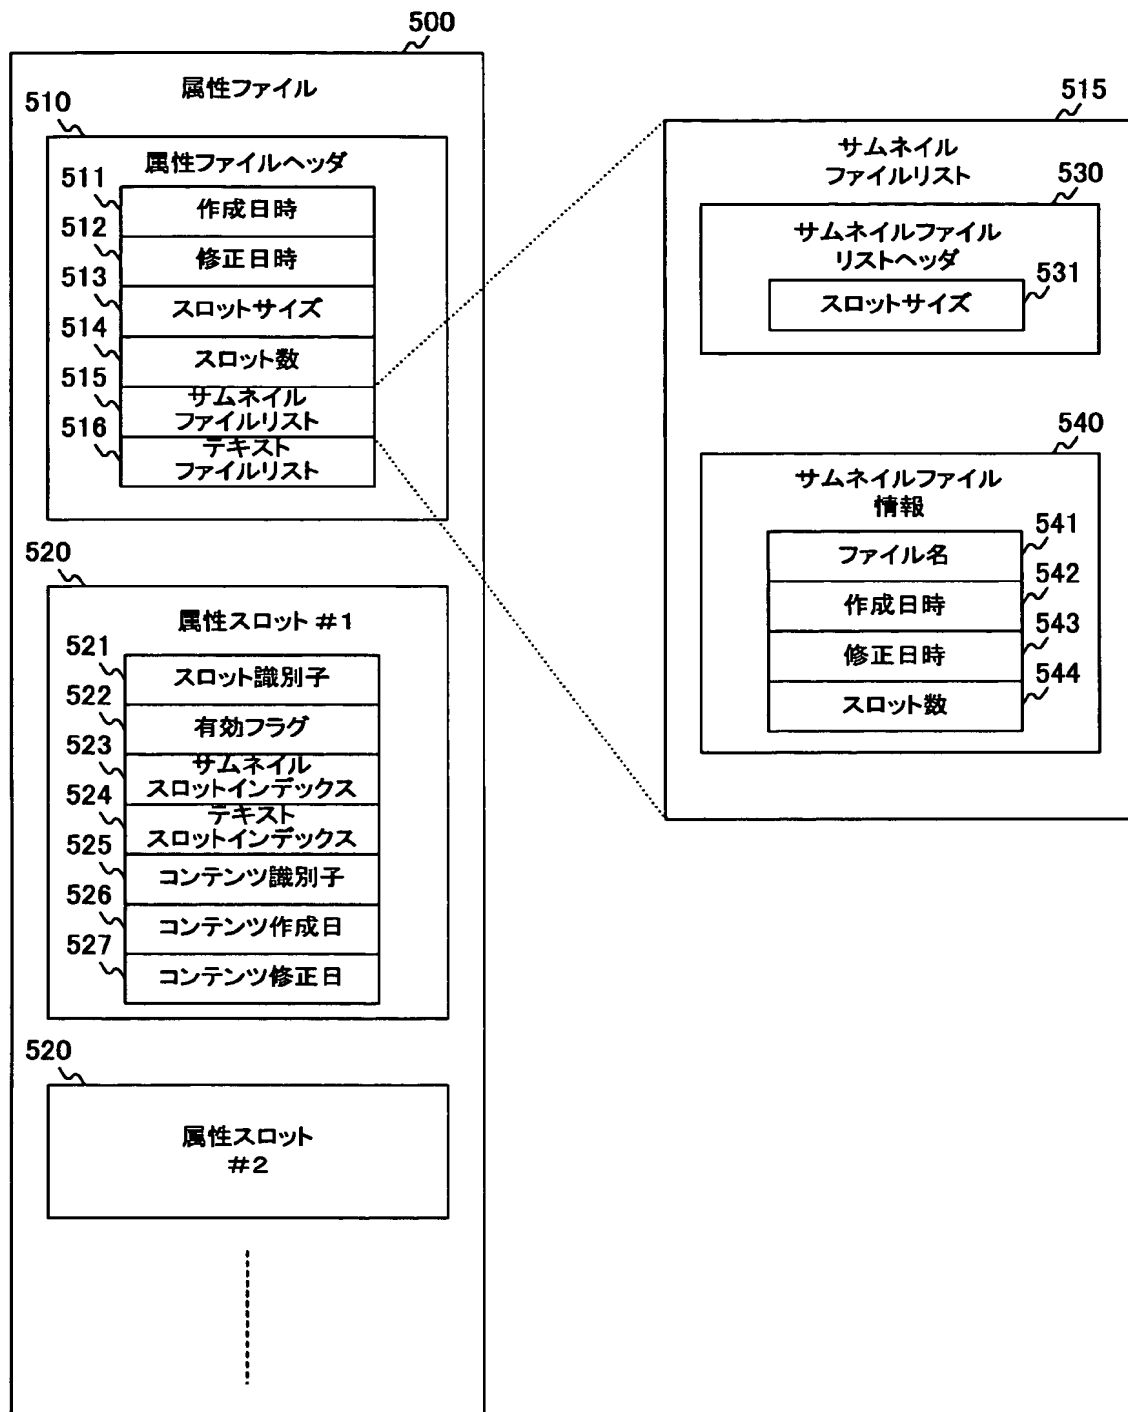 500
属性ファイル
510
属性ファイルヘッダ
511
作成日時
512
修正日時
513
スロットサイズ
514
スロット数
515
サムネイル
ファイルリスト
516
テキスト
ファイルリスト
520
属性スロット #1
521
スロット識別子
522
有効フラグ
523
サムネイル
スロットインデックス
524
テキスト
スロットインデックス
525
コンテンツ識別子
526
コンテンツ作成日
527
コンテンツ修正日
520
属性スロット
#2
515
サムネイル
ファイルリスト
530
サムネイルファイル
リストヘッダ
531
スロットサイズ
540
サムネイルファイル
情報
541
ファイル名
542
作成日時
543
修正日時
544
スロット数